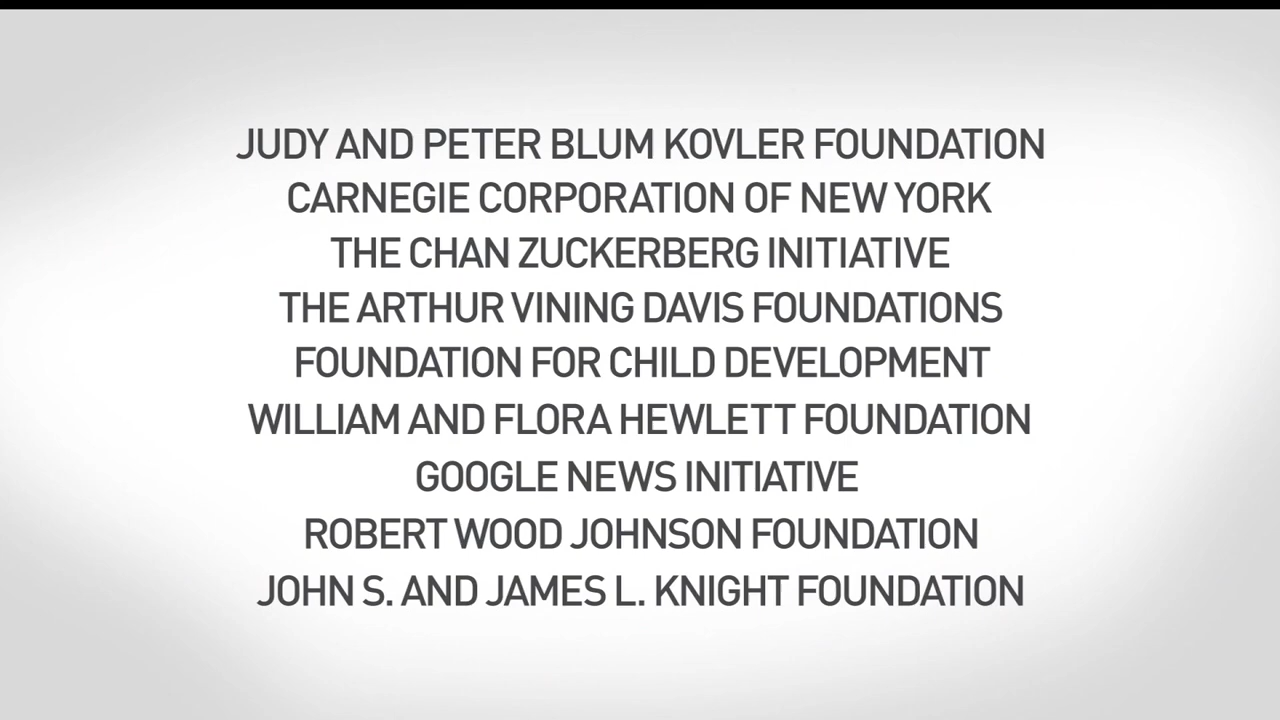 JUDY AND PETER BLUM KOVLER FOUNDATION
CARNEGIE CORPORATION OF NEW YORK
THE CHAN ZUCKERBERG INITIATIVE
THE ARTHUR VINING DAVIS FOUNDATIONS
FOUNDATION FOR CHILD DEVELOPMENT
WILLIAM AND FLORA HEWLETT FOUNDATION
GOOGLE NEWS INITIATIVE
ROBERT WOOD JOHNSON FOUNDATION
JOHN S. AND JAMES L. KNIGHT FOUNDATION